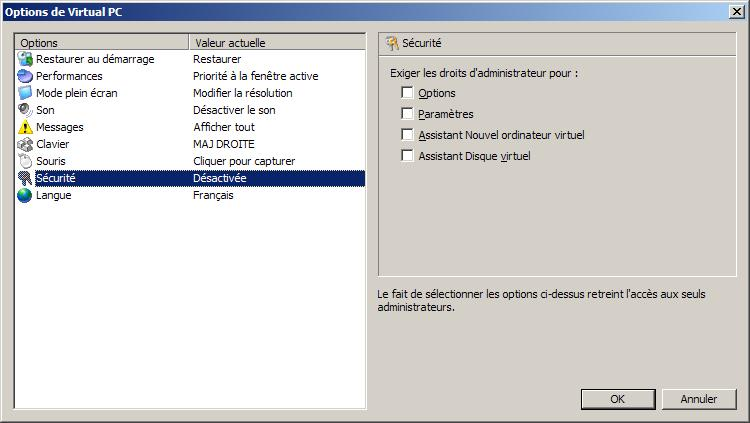 Options de Virtual PC
Options Valeur actuelle
Restaurer au démarrage Restaurer
Performances Priorité à la fenêtre active
Mode plein écran Modifier la résolution
Son Désactiver le son
Messages Afficher tout
Clavier MAJ DROITE
Souris Cliquer pour capturer
Sécurité Désactivée
Langue Français
Sécurité
Exiger les droits d'administrateur pour :
Options
Paramètres
Assistant Nouvel ordinateur virtuel
Assistant Disque virtuel
Le fait de sélectionner les options ci-dessus retreint l'accès aux seuls
administrateurs.
OK Annuler